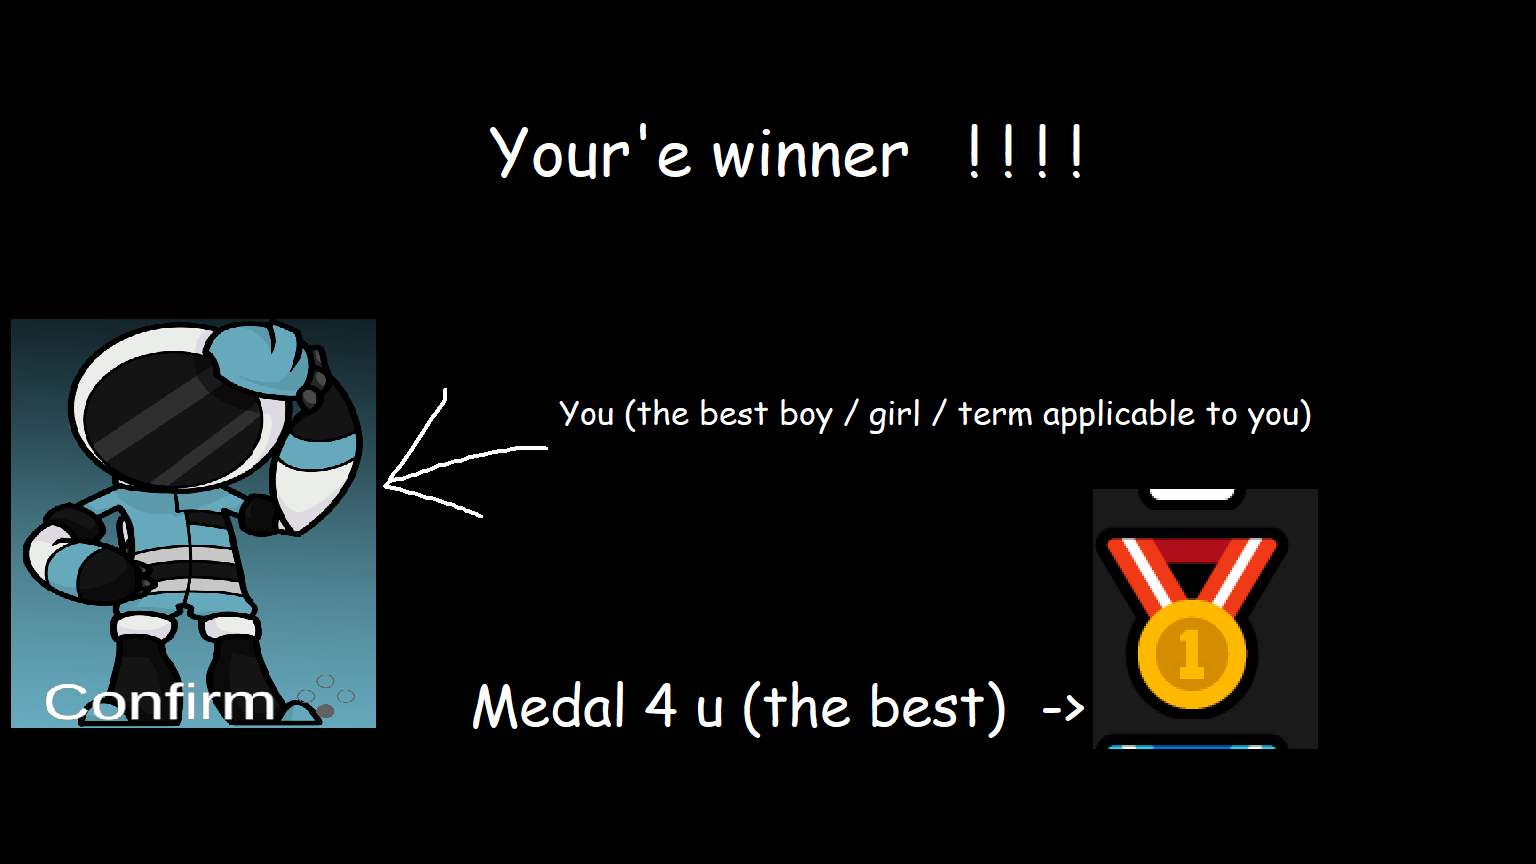 Your'e winner !!!!
You (the best boy / girl / term applicable to you)
Confirm
Medal 4 u (the best) ->
1